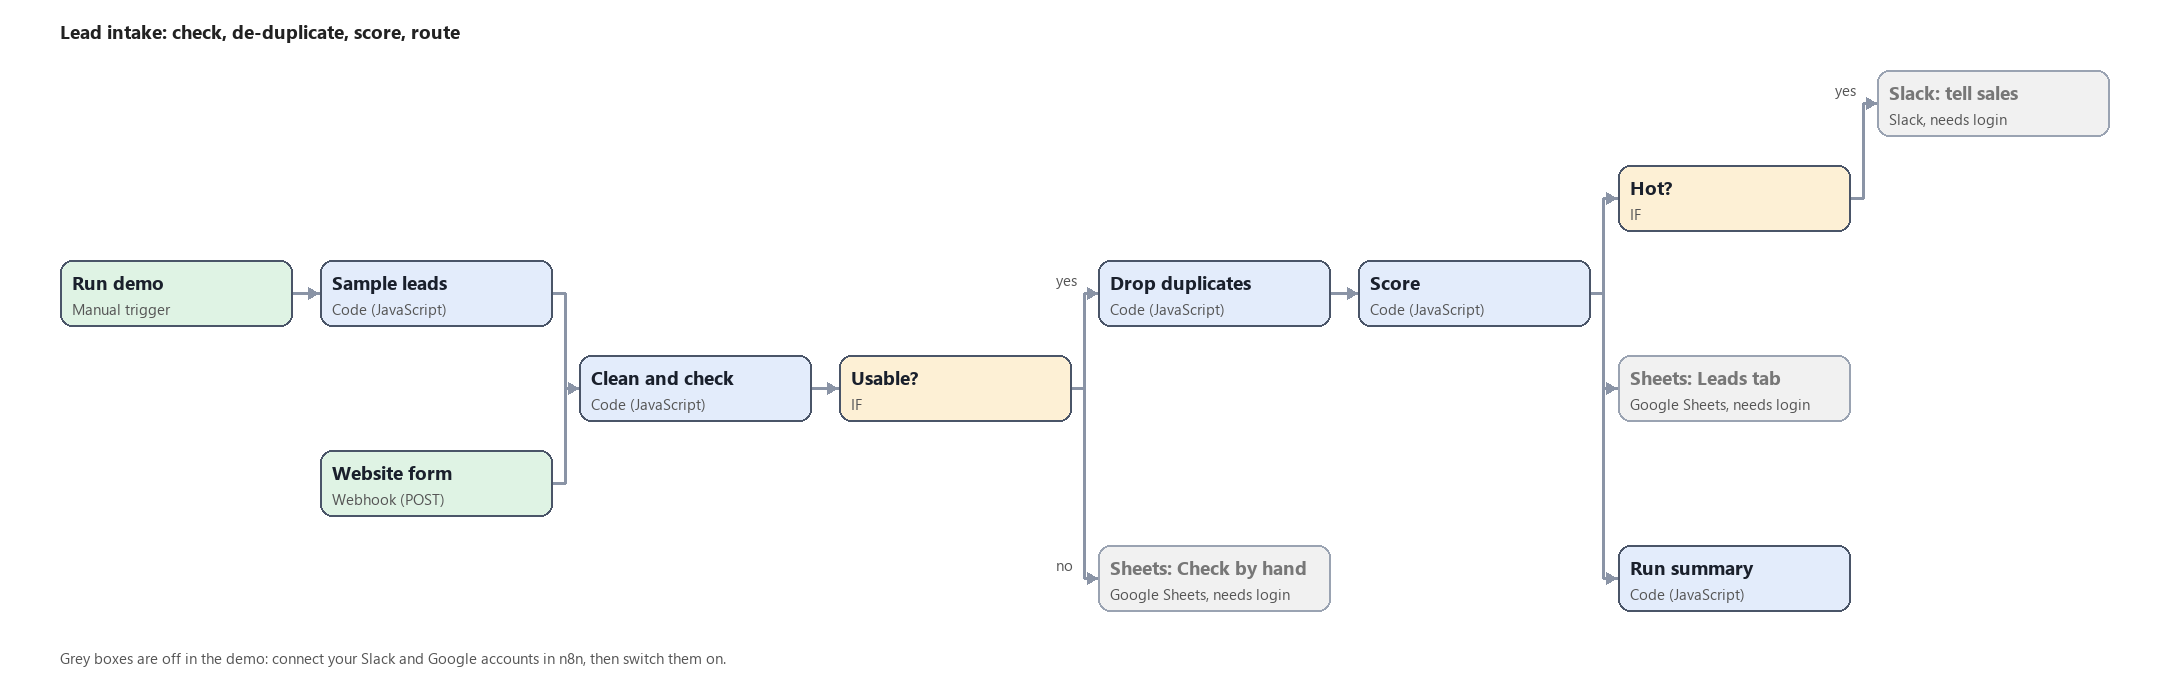 Lead intake: check, de-duplicate, score, route
yes
Slack: tell sales
Slack, needs login
Hot?
IF
Run demo
Manual trigger
Sample leads
Code (JavaScript)
yes
Drop duplicates
Code (JavaScript)
Score
Code (JavaScript)
Clean and check
Code (JavaScript)
Usable?
IF
Sheets: Leads tab
Google Sheets, needs login
Website form
Webhook (POST)
no
Sheets: Check by hand
Google Sheets, needs login
Run summary
Code (JavaScript)
Grey boxes are off in the demo: connect your Slack and Google accounts in n8n, then switch them on.